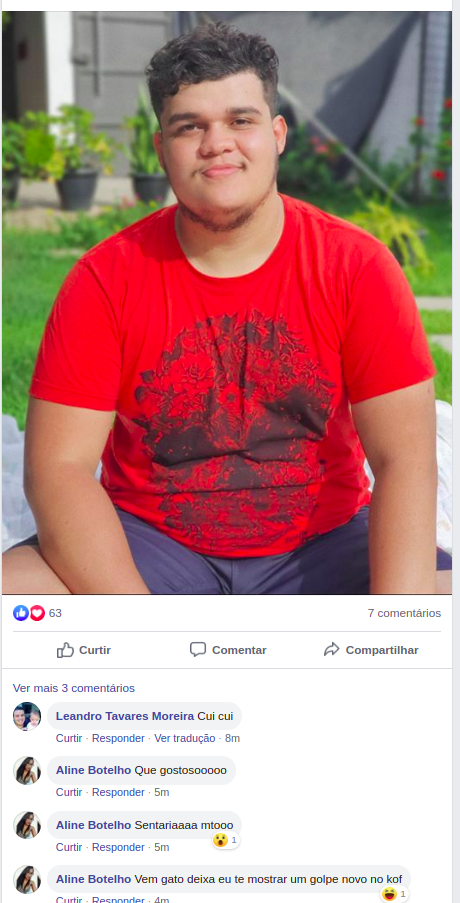 63
7 comentários
Curtir
Comentar
Compartilhar
Ver mais 3 comentários
Leandro Tavares Moreira Cui cui
Curtir · Responder · Ver tradução · 8m
Aline Botelho Que gostosooooo
Curtir · Responder · 5m
Aline Botelho Sentariaaaa mtooo
1
Curtir · Responder · 5m
Aline Botelho Vem gato deixa eu te mostrar um golpe novo no kof
1
Curtir · Responder · 4m